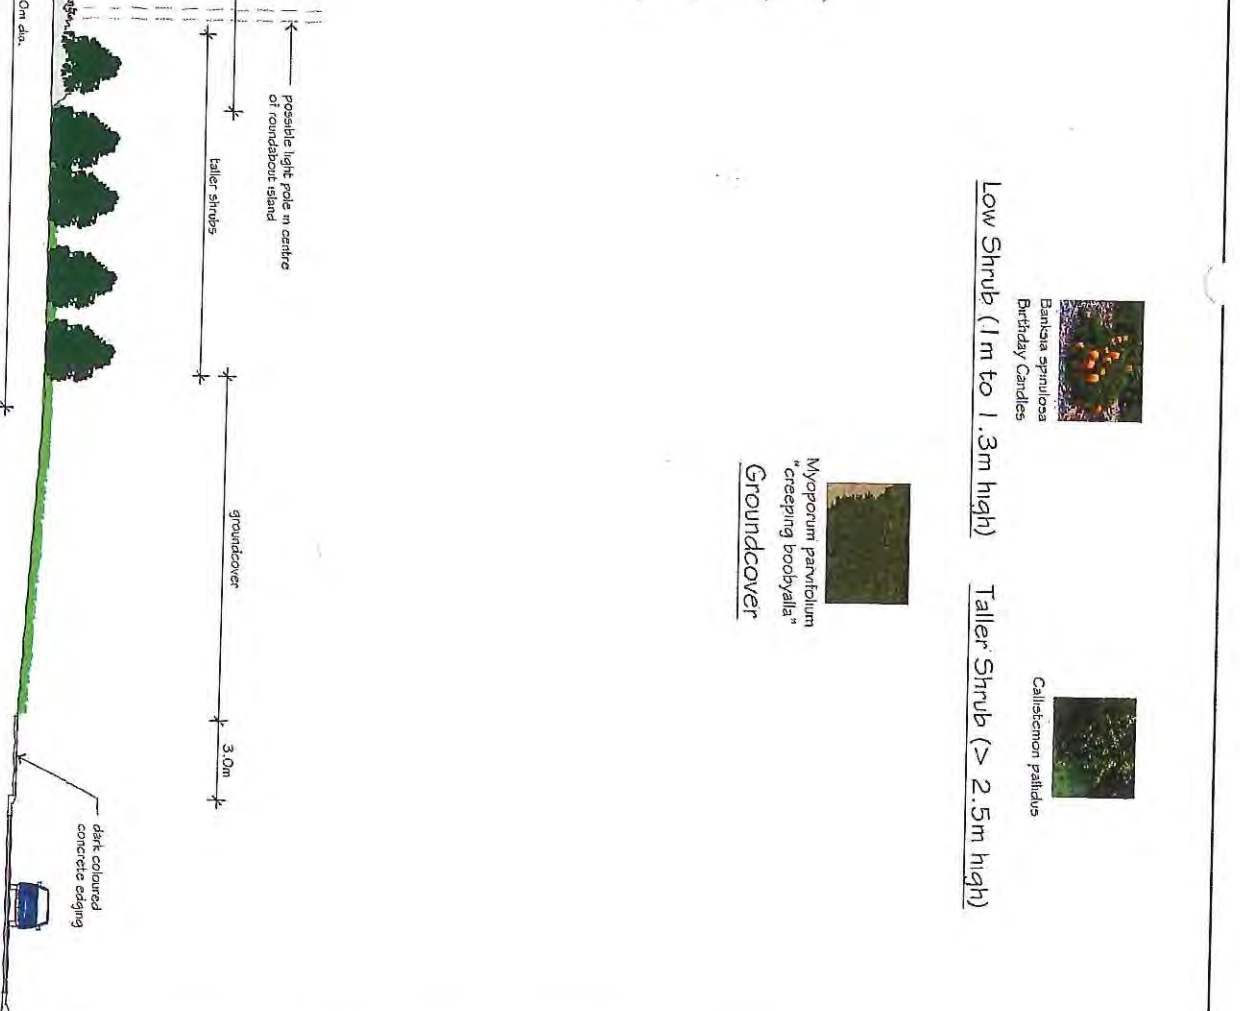 Banksia spinulosa
Birthday Candles
Low Shrub (.1m to 1.3m high)
Callistemon pallidus
Taller Shrub (> 2.5m high)
Myoporum parvifolium
"creeping boobyalla"
Groundcover
possible light pole in centre
of roundabout island
taller shrubs
groundcover
3.0m
dark coloured
concrete edging
0m dia.